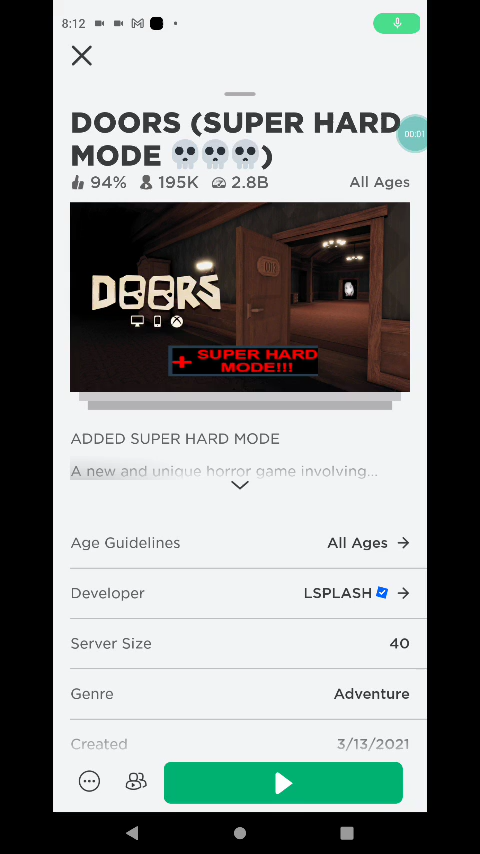 8:12
00:01
DOORS (SUPER HARD
MODE 💀💀💀)
94% 195K 2.8B All Ages
DOORS
+ SUPER HARD
MODE!!!
ADDED SUPER HARD MODE
A new and unique horror game involving...
Age Guidelines All Ages →
Developer LSPLASH →
Server Size 40
Genre Adventure
Created 3/13/2021